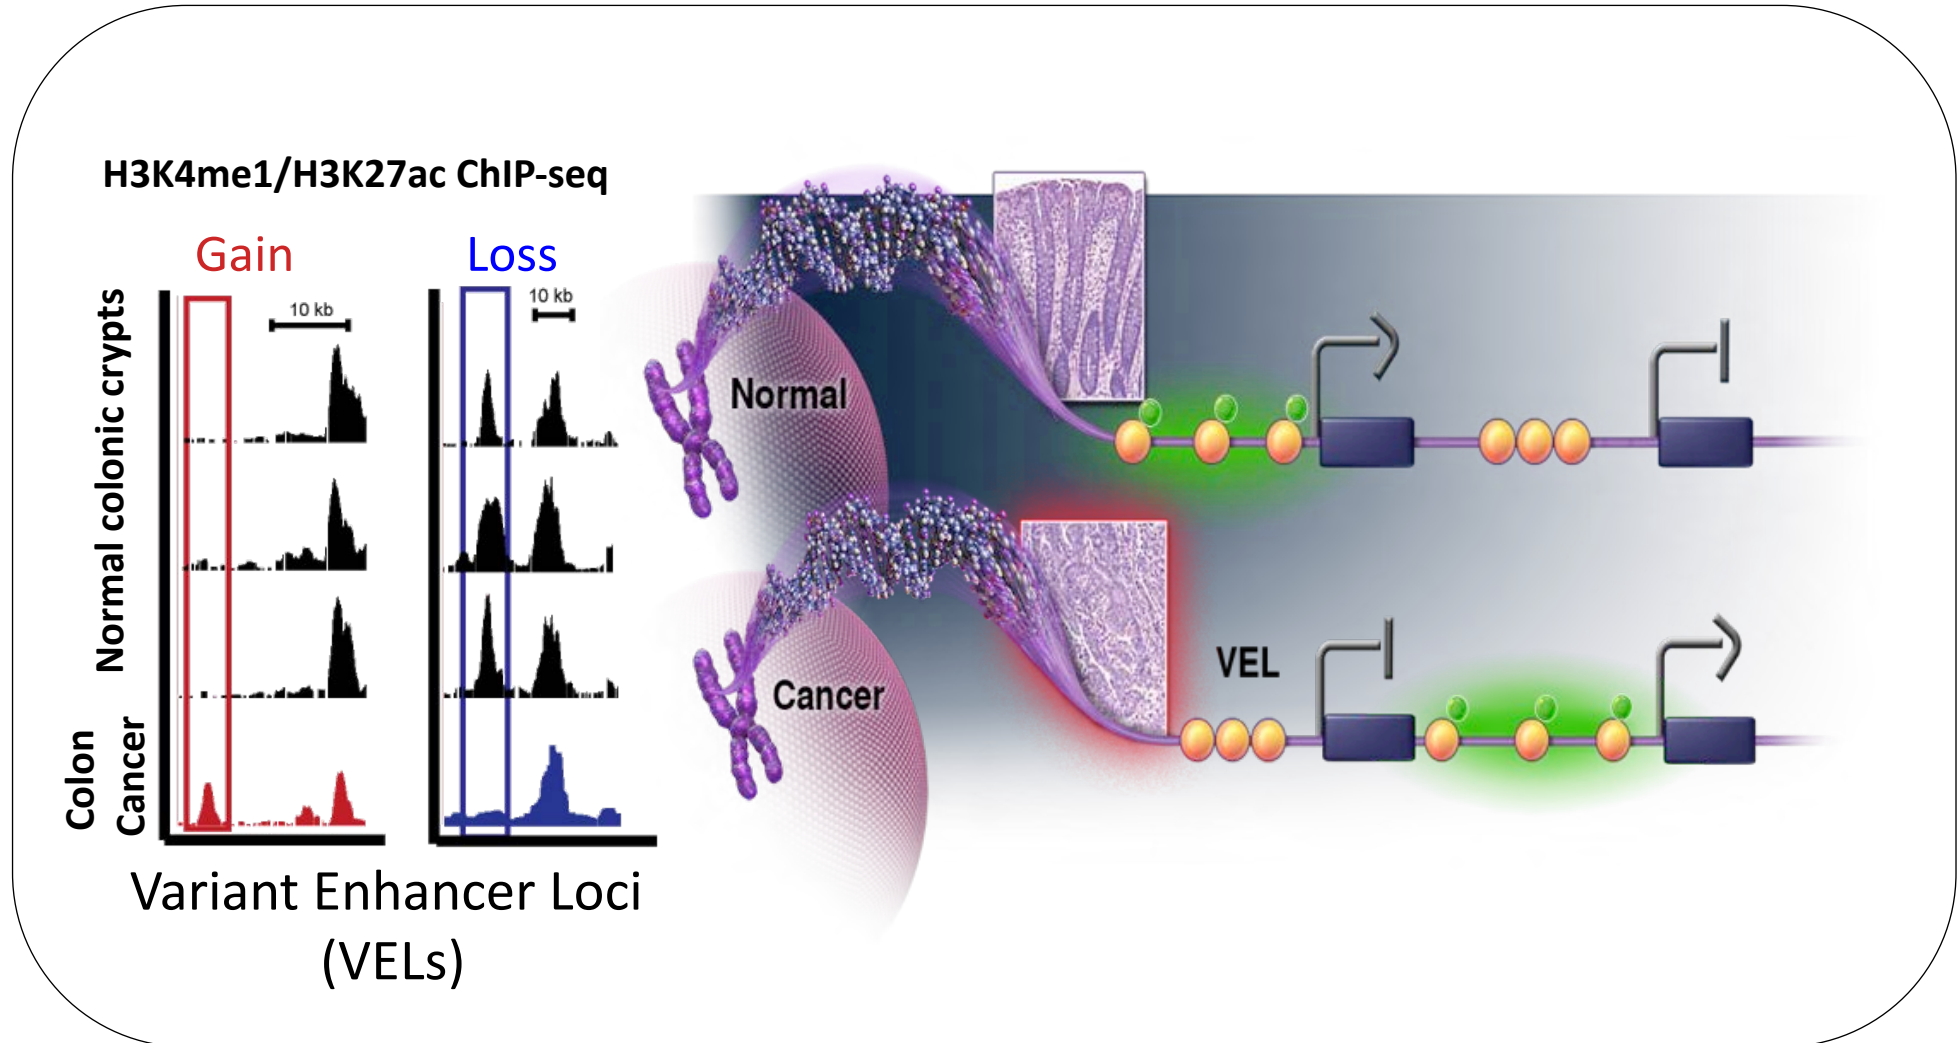 H3K4me1/H3K27ac ChIP-seq
Gain
Loss
10 kb
10 kb
Normal colonic crypts
Colon
Cancer
Variant Enhancer Loci
(VELs)
Normal
Cancer
VEL